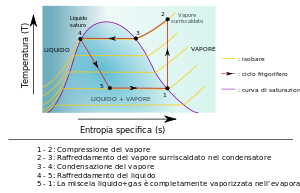 Temperatura (T)
Liquido
saturo
4
3
2
Vapore
surriscaldato
LIQUIDO
VAPORE
5
1
LIQUIDO + VAPORE
: isobare
: ciclo frigorifero
: curva di saturazion
Entropia specifica (s)
1 - 2: Compressione del vapore
2 - 3: Raffreddamento del vapore surriscaldato nel condensatore
3 - 4: Condensazione del vapore
4 - 5: Raffreddamento del liquido
5 - 1: La miscela liquido+gas è completamente vaporizzata nell'evapora